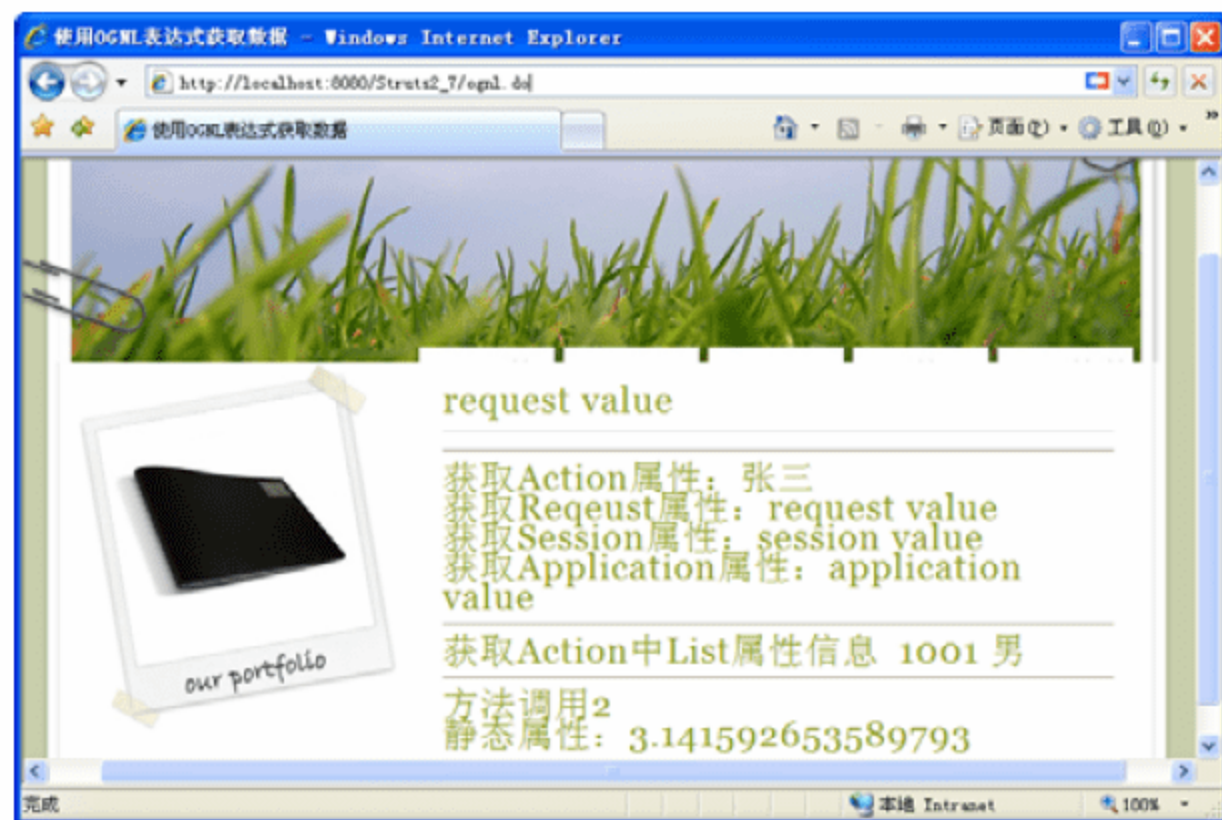 使用OGNL表达式获取数据 - Windows Internet Explorer
http://localhost:8080/Struts2_7/ognl.do
使用OGNL表达式获取数据
页面(P)
工具(O)
request value
获取Action属性：张三
获取Reqeust属性：request value
获取Session属性：session value
获取Application属性：application
value
获取Action中List属性信息 1001 男
方法调用2
静态属性：3.141592653589793
our portfolio
完成
本地 Intranet
100%